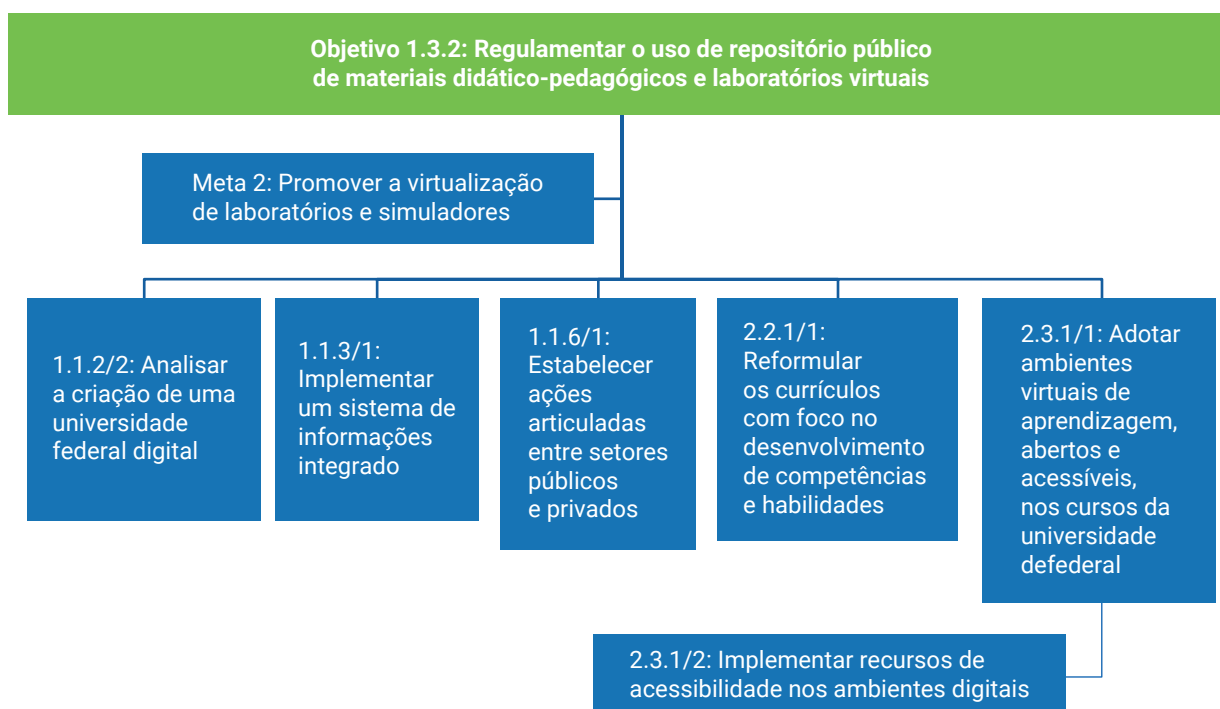 Objetivo 1.3.2: Regulamentar o uso de repositório público
de materiais didático-pedagógicos e laboratórios virtuais
Meta 2: Promover a virtualização
de laboratórios e simuladores
1.1.2/2: Analisar
a criação de uma
universidade
federal digital
1.1.3/1:
Implementar
um sistema de
informações
integrado
1.1.6/1:
Estabelecer
ações
articuladas
entre setores
públicos
e privados
2.2.1/1:
Reformular
os currículos
com foco no
desenvolvimento
de competências
e habilidades
2.3.1/1: Adotar
ambientes
virtuais de
aprendizagem,
abertos e
acessíveis,
nos cursos da
universidade
defederal
2.3.1/2: Implementar recursos de
acessibilidade nos ambientes digitais